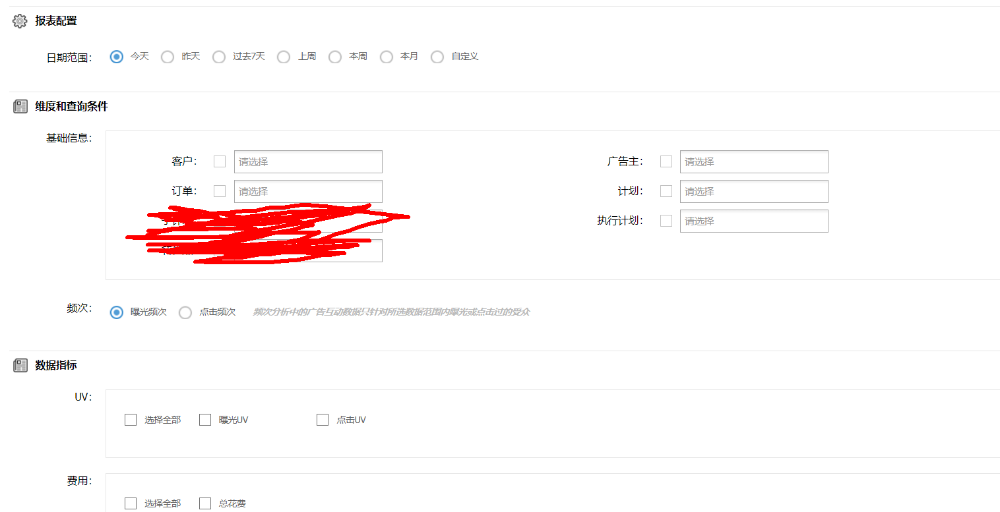 报表配置
日期范围： 今天 昨天 过去7天 上周 本周 本月 自定义
维度和查询条件
基础信息：
客户： 请选择 广告主： 请选择
订单： 请选择 计划： 请选择
执行计划： 请选择
频次： 曝光频次 点击频次 频次分析中的广告互动数据只针对所选数据范围内曝光或点击过的受众
数据指标
UV：
选择全部 曝光UV 点击UV
费用：
选择全部 总花费